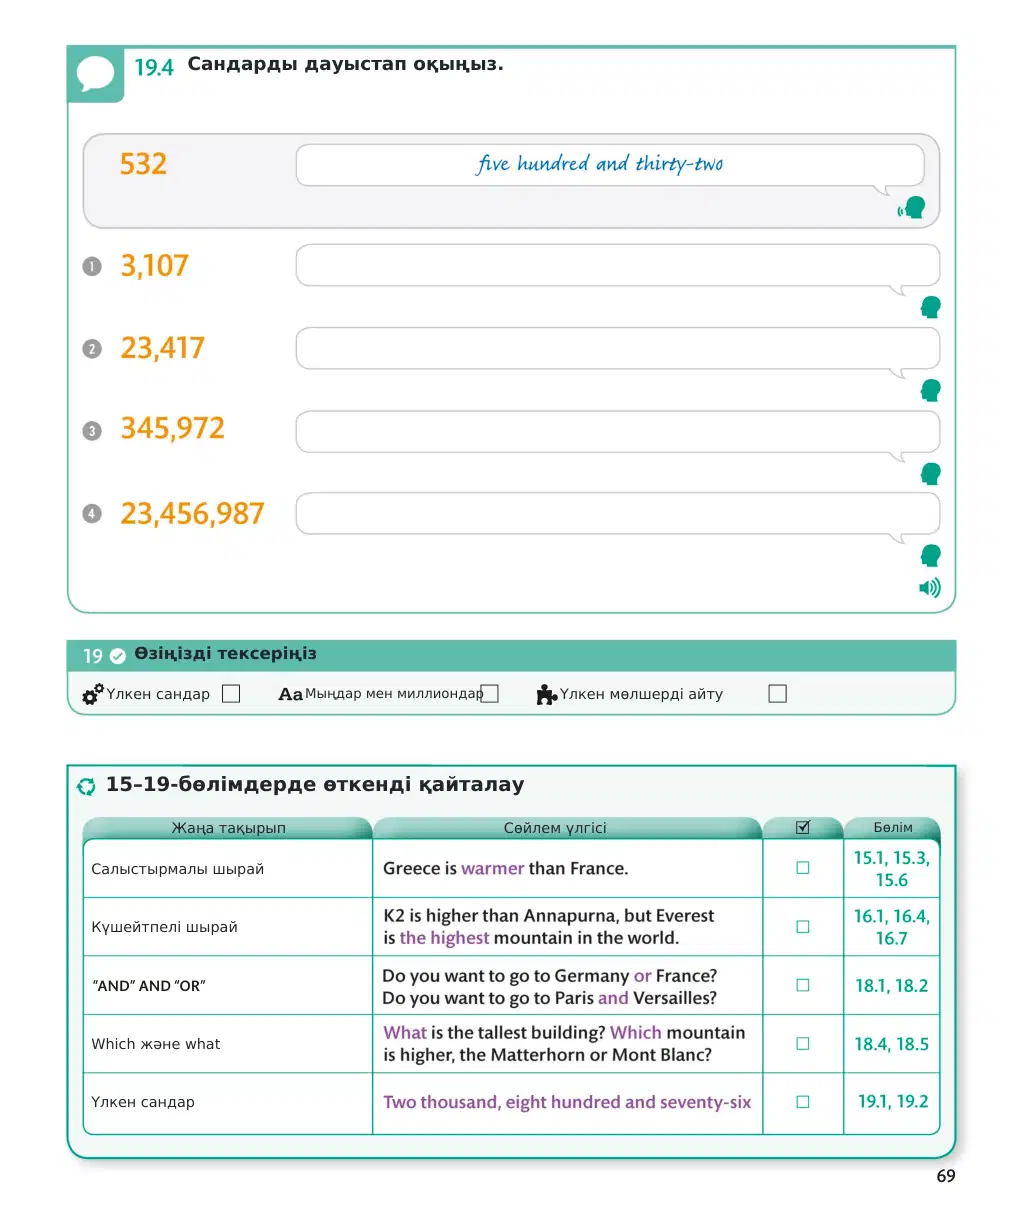 19.4 Сандарды дауыстап оқыңыз.
532 five hundred and thirty-two
1 3,107
2 23,417
3 345,972
4 23,456,987
19 Өзіңізді тексеріңіз
Үлкен сандар Aa Мыңдар мен миллиондар Үлкен мөлшерді айту
15–19-бөлімдерде өткенді қайталау
Жаңа тақырып Сөйлем үлгісі Бөлім
Салыстырмалы шырай Greece is warmer than France. 15.1, 15.3,
15.6
Күшейтпелі шырай K2 is higher than Annapurna, but Everest
is the highest mountain in the world. 16.1, 16.4,
16.7
"AND" AND "OR" Do you want to go to Germany or France?
Do you want to go to Paris and Versailles? 18.1, 18.2
Which және what What is the tallest building? Which mountain
is higher, the Matterhorn or Mont Blanc? 18.4, 18.5
Үлкен сандар Two thousand, eight hundred and seventy-six 19.1, 19.2
69